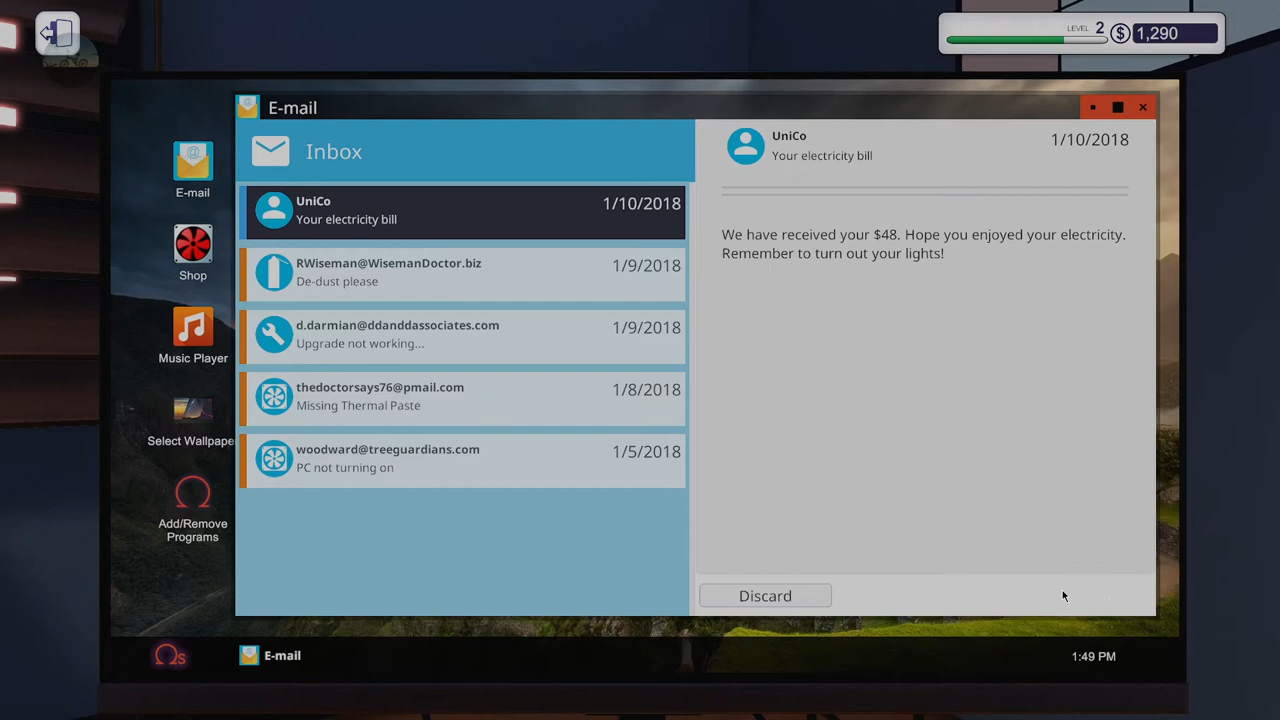 LEVEL 2
$ 1,290
E-mail
Inbox
UniCo
Your electricity bill
1/10/2018
RWiseman@WisemanDoctor.biz
De-dust please
1/9/2018
d.darmian@ddanddassociates.com
Upgrade not working...
1/9/2018
thedoctorsays76@pmail.com
Missing Thermal Paste
1/8/2018
woodward@treeguardians.com
PC not turning on
1/5/2018
UniCo
Your electricity bill
1/10/2018
We have received your $48. Hope you enjoyed your electricity.
Remember to turn out your lights!
Discard
E-mail
Shop
Music Player
Select Wallpape
Add/Remove
Programs
Ωs
E-mail
1:49 PM